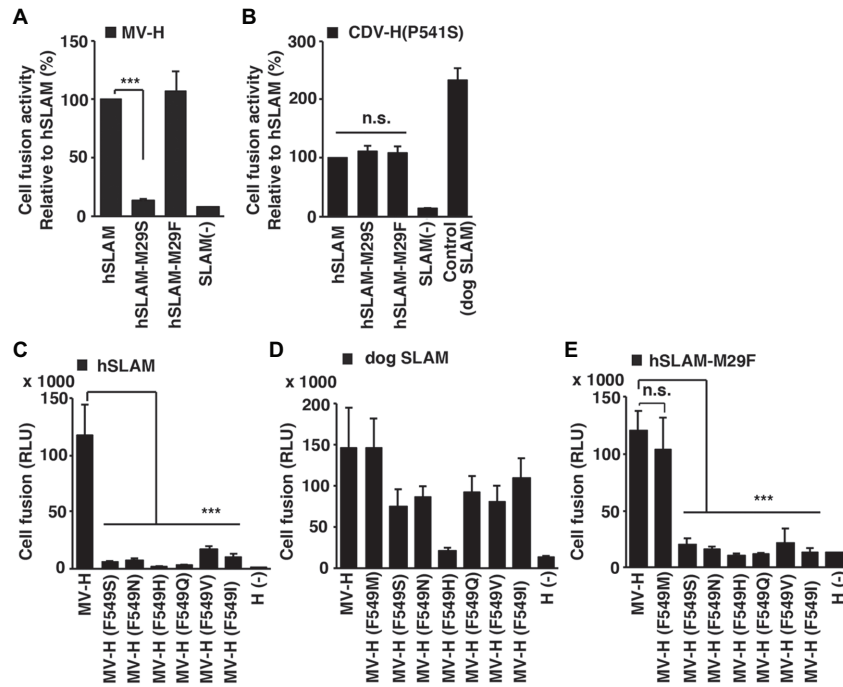 A
MV-H
Cell fusion activity
Relative to hSLAM (%)
150
100
50
0
***
hSLAM
hSLAM-M29S
hSLAM-M29F
SLAM(-)
B
CDV-H(P541S)
Cell fusion activity
Relative to hSLAM (%)
300
200
100
0
n.s.
hSLAM
hSLAM-M29S
hSLAM-M29F
SLAM(-)
Control
(dog SLAM)
C
hSLAM
x 1000
Cell fusion (RLU)
150
100
50
0
***
MV-H
MV-H (F549S)
MV-H (F549N)
MV-H (F549H)
MV-H (F549Q)
MV-H (F549V)
MV-H (F549I)
H (-)
D
dog SLAM
x 1000
Cell fusion (RLU)
200
150
100
50
0
MV-H
MV-H (F549M)
MV-H (F549S)
MV-H (F549N)
MV-H (F549H)
MV-H (F549Q)
MV-H (F549V)
MV-H (F549I)
H (-)
E
hSLAM-M29F
x 1000
Cell fusion (RLU)
150
100
50
0
n.s.
***
MV-H
MV-H (F549M)
MV-H (F549S)
MV-H (F549N)
MV-H (F549H)
MV-H (F549Q)
MV-H (F549V)
MV-H (F549I)
H (-)